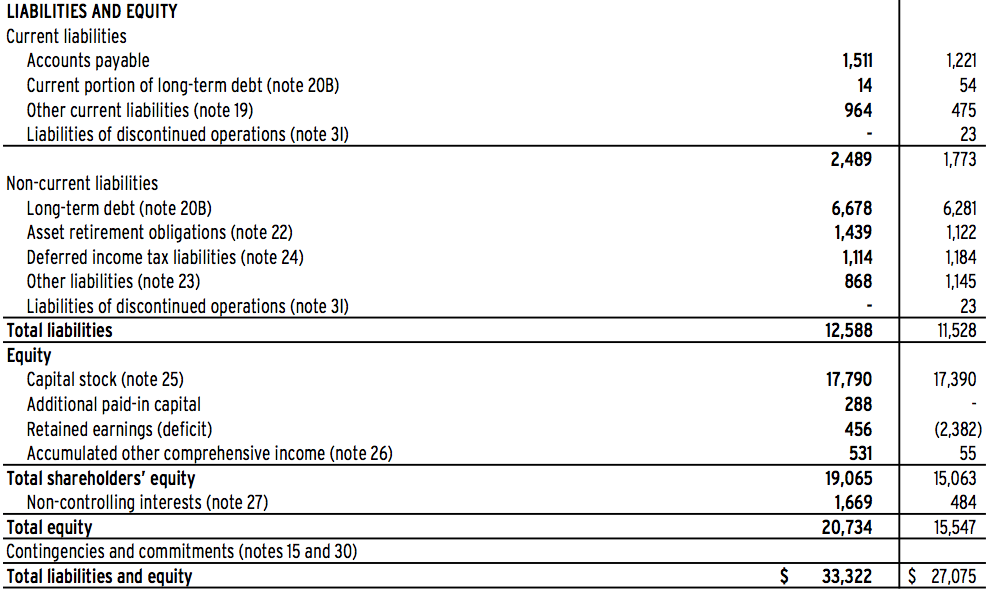 LIABILITIES AND EQUITY
Current liabilities
Accounts payable 1,511 1,221
Current portion of long-term debt (note 20B) 14 54
Other current liabilities (note 19) 964 475
Liabilities of discontinued operations (note 3I) - 23
2,489 1,773
Non-current liabilities
Long-term debt (note 20B) 6,678 6,281
Asset retirement obligations (note 22) 1,439 1,122
Deferred income tax liabilities (note 24) 1,114 1,184
Other liabilities (note 23) 868 1,145
Liabilities of discontinued operations (note 3I) - 23
Total liabilities 12,588 11,528
Equity
Capital stock (note 25) 17,790 17,390
Additional paid-in capital 288 -
Retained earnings (deficit) 456 (2,382)
Accumulated other comprehensive income (note 26) 531 55
Total shareholders' equity 19,065 15,063
Non-controlling interests (note 27) 1,669 484
Total equity 20,734 15,547
Contingencies and commitments (notes 15 and 30)
Total liabilities and equity $ 33,322 $ 27,075